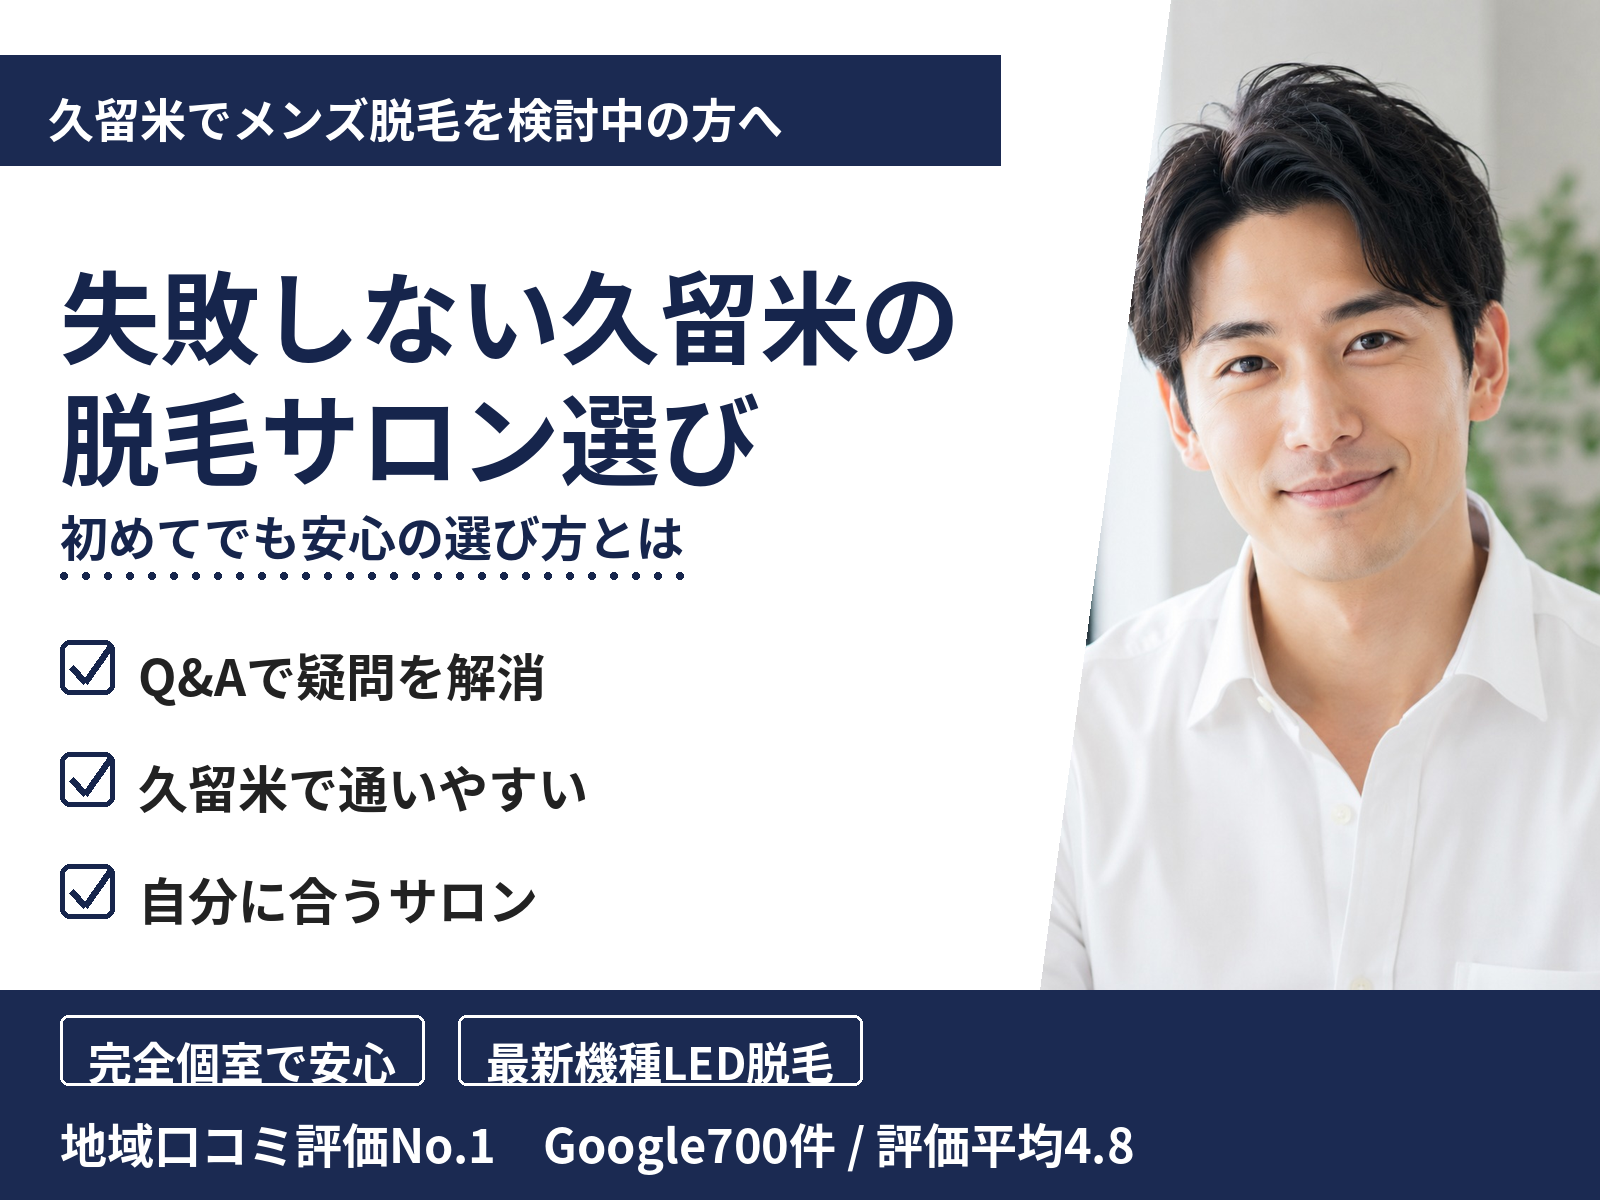 久留米でメンズ脱毛を検討中の方へ
失敗しない久留米の
脱毛サロン選び
初めてでも安心の選び方とは
Q&Aで疑問を解消
久留米で通いやすい
自分に合うサロン
完全個室で安心
最新機種LED脱毛
地域口コミ評価No.1　Google700件 / 評価平均4.8